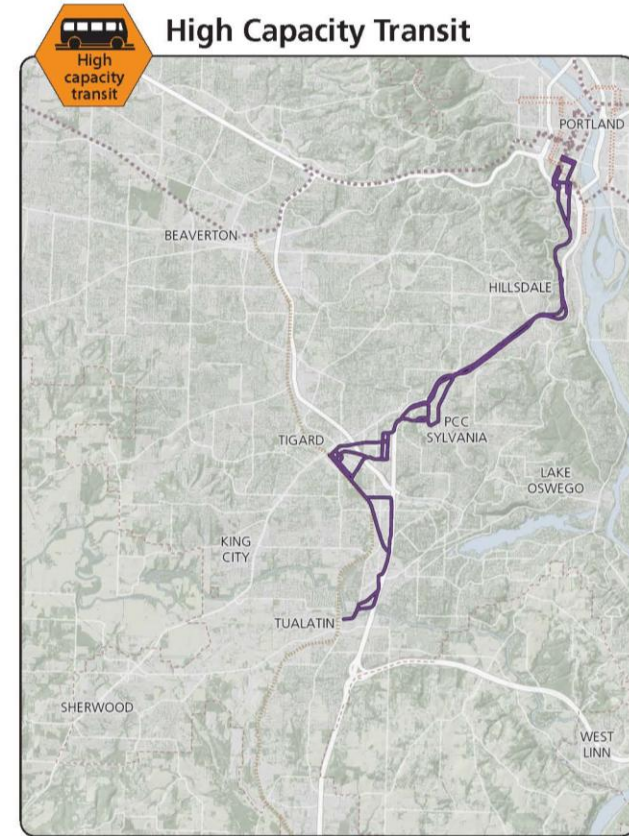 High Capacity Transit
High
capacity
transit
PORTLAND
BEAVERTON
HILLSDALE
TIGARD
PCC
SYLVANIA
LAKE
OSWEGO
KING
CITY
TUALATIN
SHERWOOD
WEST
LINN